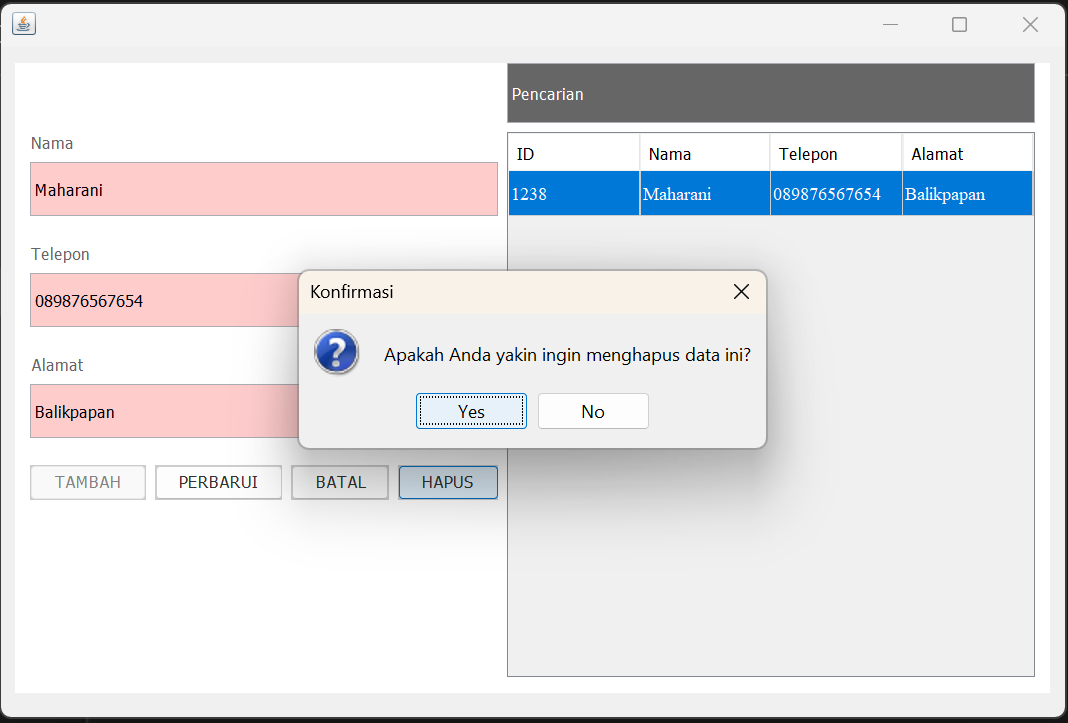 Nama
Maharani
Telepon
089876567654
Alamat
Balikpapan
TAMBAH PERBARUI BATAL HAPUS
Pencarian
ID Nama Telepon Alamat
1238 Maharani 089876567654 Balikpapan
Konfirmasi
Apakah Anda yakin ingin menghapus data ini?
Yes No